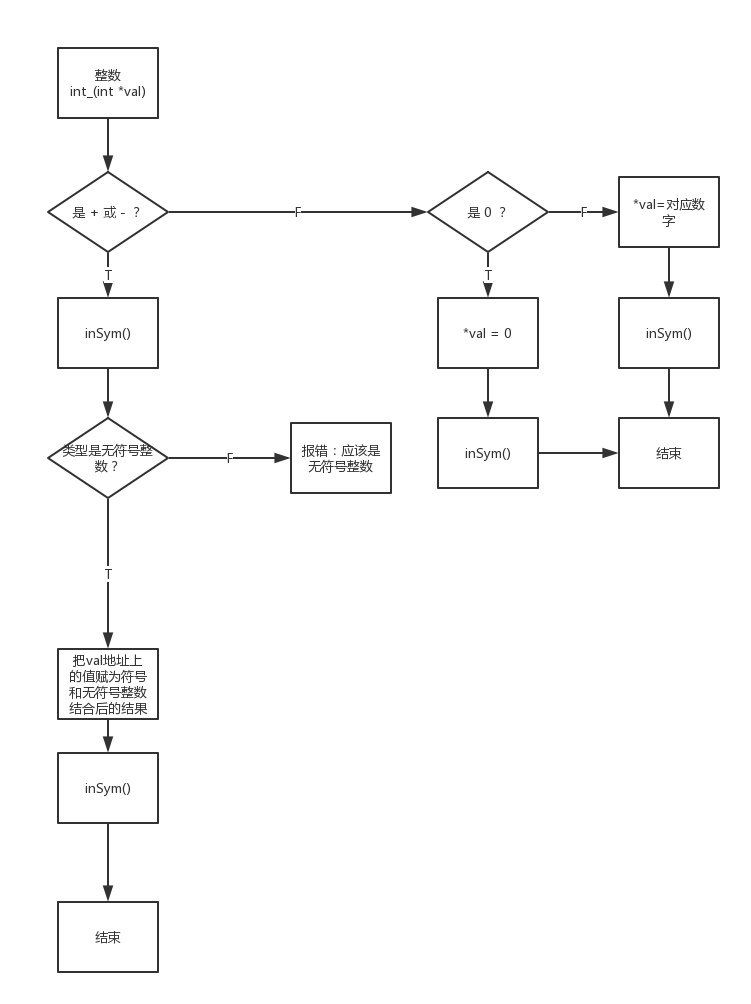 整数
int_(int *val)
是 + 或 - ？
F
是 0 ？
F
*val=对应数
字
T
T
inSym()
*val = 0
inSym()
类型是无符号整
数？
F
报错：应该是
无符号整数
inSym()
结束
T
把val地址上
的值赋为符号
和无符号整数
结合后的结果
inSym()
结束